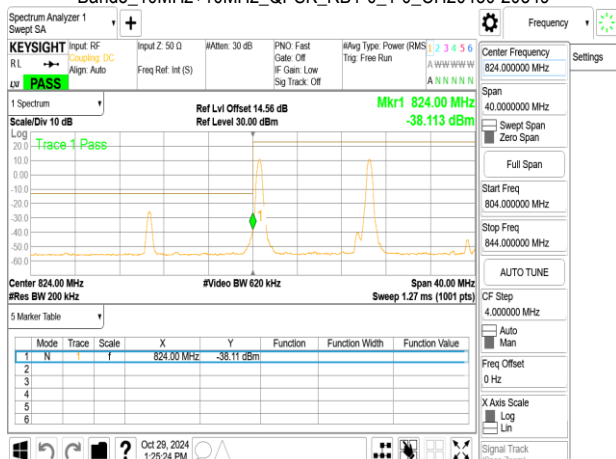 Spectrum Analyzer 1
Swept SA
+
Frequency
KEYSIGHT Input: RF
RL
Coupling: DC
Align: Auto
LXI PASS
Input Z: 50 Ω
Freq Ref: Int (S)
#Atten: 30 dB
PNO: Fast
Gate: Off
IF Gain: Low
Sig Track: Off
#Avg Type: Power (RMS
Trig: Free Run
1 2 3 4 5 6
A W W W W W
A N N N N N
Center Frequency
824.000000 MHz
Settings
Span
40.0000000 MHz
Swept Span
Zero Span
Full Span
Start Freq
804.000000 MHz
Stop Freq
844.000000 MHz
AUTO TUNE
CF Step
4.000000 MHz
Auto
Man
Freq Offset
0 Hz
X Axis Scale
Log
Lin
Signal Track
1 Spectrum
Scale/Div 10 dB
Ref Lvl Offset 14.56 dB
Ref Level 30.00 dBm
Mkr1 824.00 MHz
-38.113 dBm
Log
Trace 1 Pass
20.0
10.0
0.00
-10.0
-20.0
-30.0
-40.0
-50.0
-60.0
1
Center 824.00 MHz
#Video BW 620 kHz
Span 40.00 MHz
#Res BW 200 kHz
Sweep 1.27 ms (1001 pts)
5 Marker Table
Mode Trace Scale X Y Function Function Width Function Value
1 N 1 f 824.00 MHz -38.11 dBm
2
3
4
5
6
?
Oct 29, 2024
1:25:24 PM